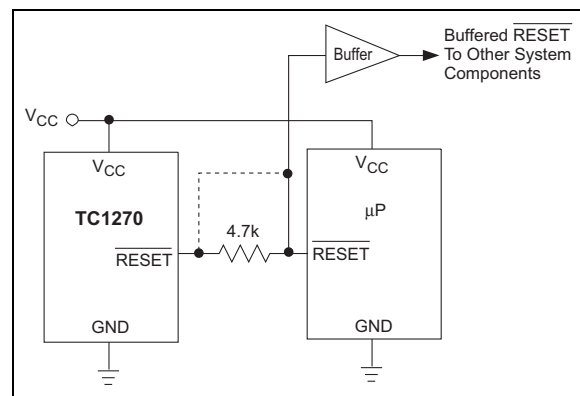 Buffer
Buffered RESET
To Other System
Components
VCC
VCC
TC1270
RESET
GND
4.7k
VCC
μP
RESET
GND